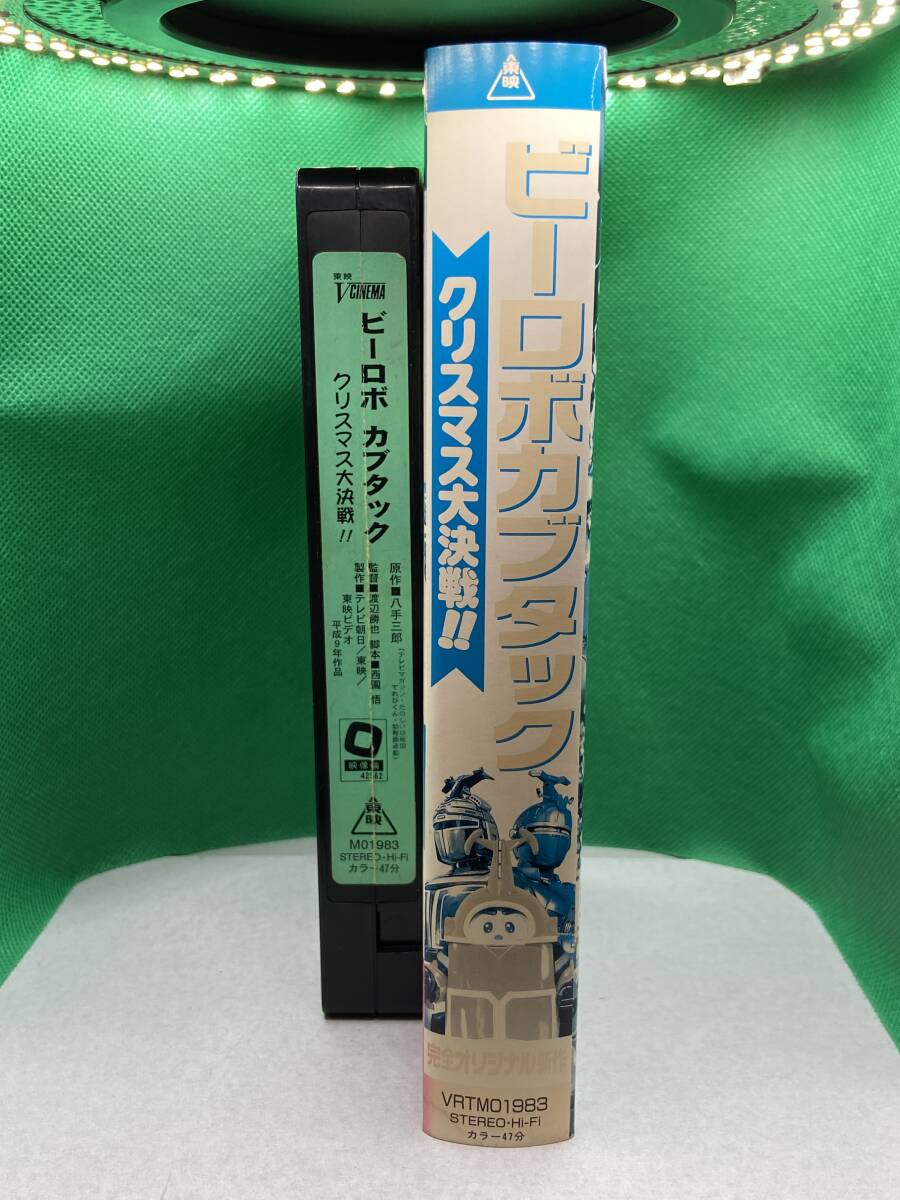 東映
V CINEMA
ビーロボ カブタック
クリスマス大決戦!!
原作■八手三郎
監督■渡辺勝也 脚本■西園 悟
製作■テレビ朝日/東映/
東映ビデオ
平成9年作品
42562
東映
M01983
STEREO・Hi-Fi
カラー47分
東映
ビーロボカブタック
クリスマス大決戦!!
完全オリジナル新作
VRTM01983
STEREO・Hi-Fi
カラー47分